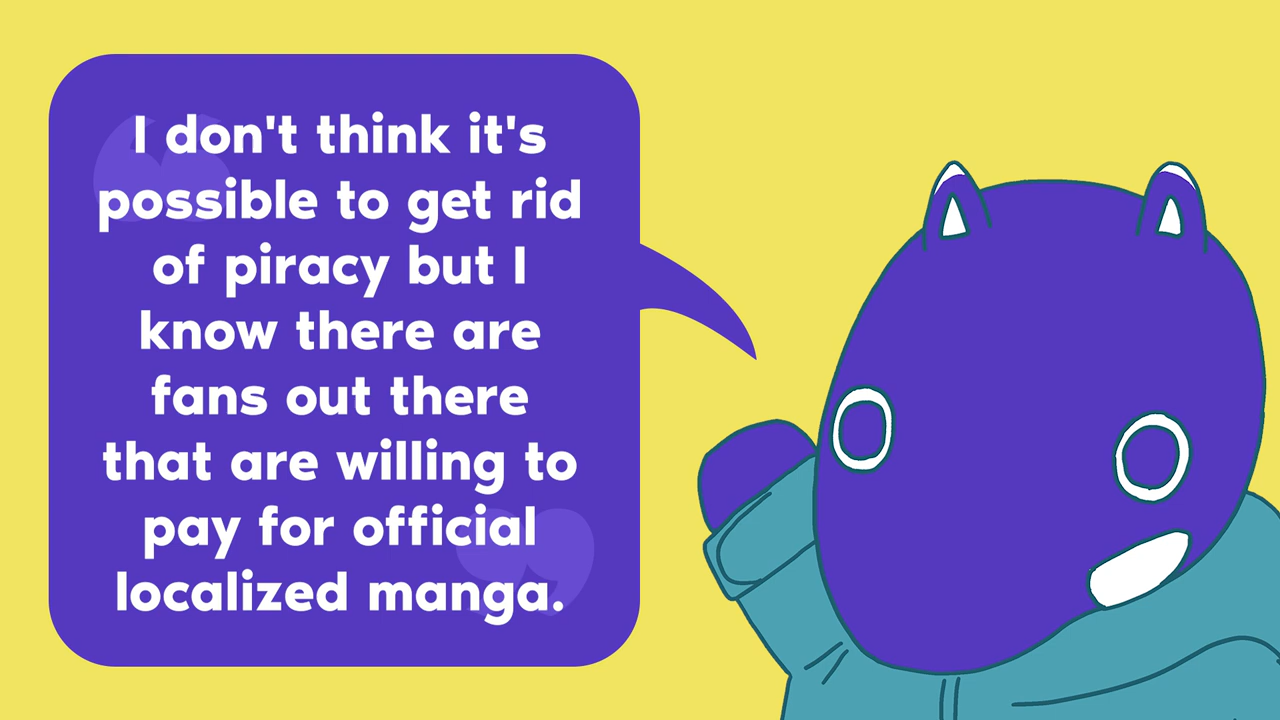 I don't think it's
possible to get rid
of piracy but I
know there are
fans out there
that are willing to
pay for official
localized manga.